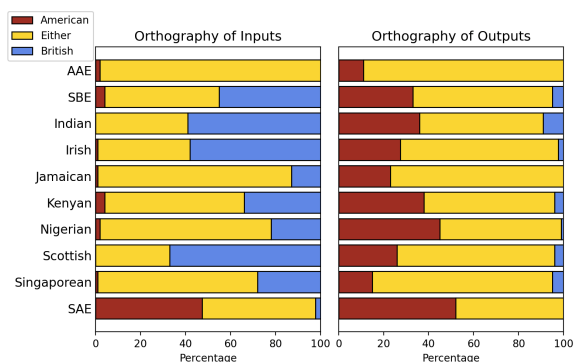 American
Either
British
Orthography of Inputs
Orthography of Outputs
AAE
SBE
Indian
Irish
Jamaican
Kenyan
Nigerian
Scottish
Singaporean
SAE
0 20 40 60 80 100
0 20 40 60 80 100
Percentage
Percentage